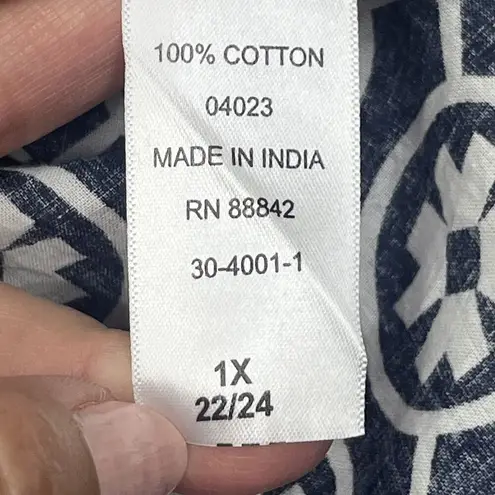 100% COTTON
04023
MADE IN INDIA
RN 88842
30-4001-1
1X
22/24